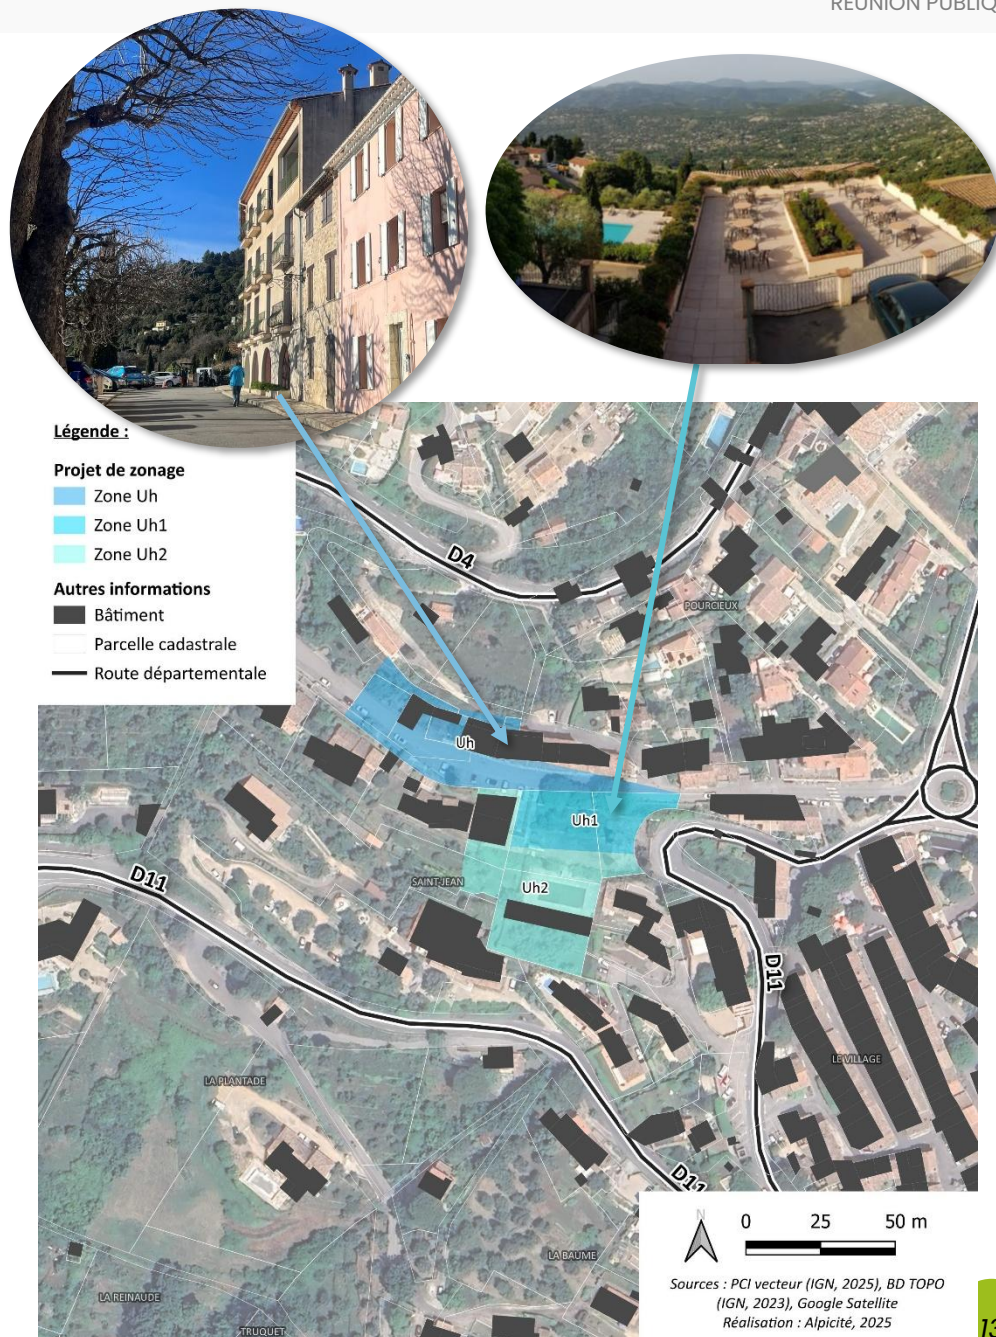 RÉUNION PUBLIQ
Légende :
Projet de zonage
Zone Uh
Zone Uh1
Zone Uh2
Autres informations
Bâtiment
Parcelle cadastrale
Route départementale
D4
POURCIEUX
Uh
Uh1
D11
SAINT-JEAN
Uh2
D11
LE VILLAGE
LA PLANTADE
D11
LA BAUME
LA REINAUDE
TRUQUET
N
0 25 50 m
Sources : PCI vecteur (IGN, 2025), BD TOPO
(IGN, 2023), Google Satellite
Réalisation : Alpicité, 2025
13